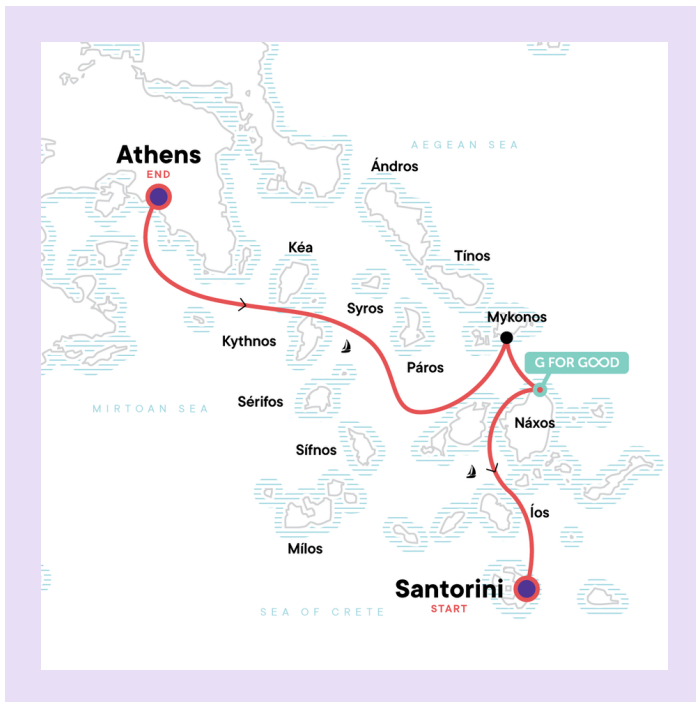 AEGEAN SEA
Athens
END
Ándros
Kéa
Tínos
Syros
Mykonos
Kythnos
Páros
G FOR GOOD
Sérifos
MIRTOAN SEA
Náxos
Sífnos
Íos
Mílos
Santorini
START
SEA OF CRETE